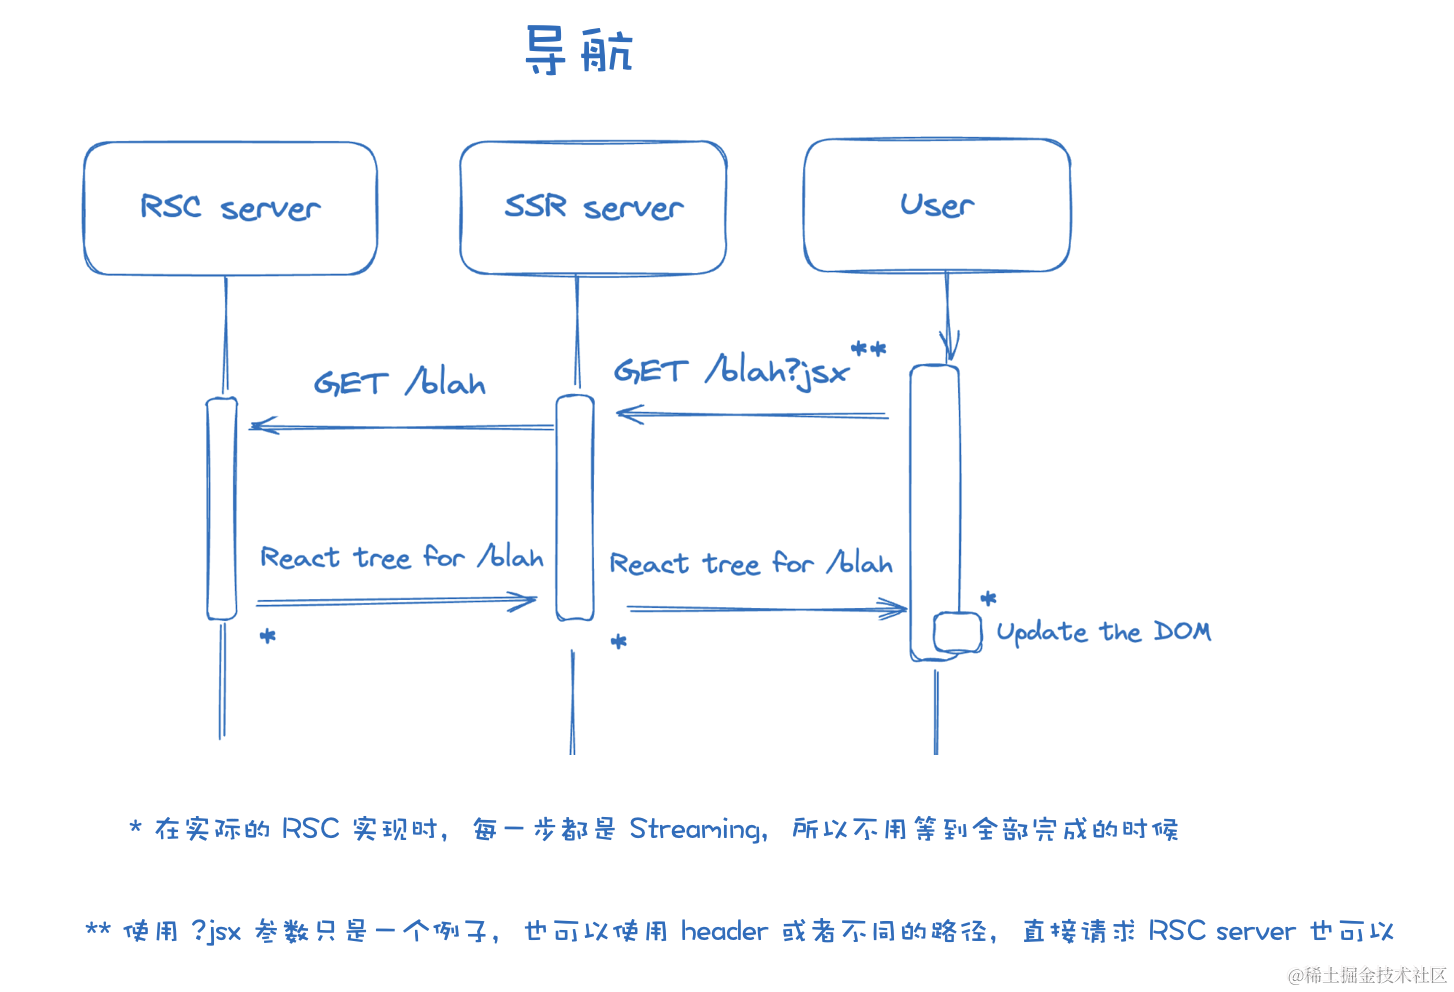 导航
RSC server
SSR server
User
GET /blah
GET /blah?jsx**
React tree for /blah
*
React tree for /blah
*
* Update the DOM
* 在实际的 RSC 实现时，每一步都是 Streaming，所以不用等到全部完成的时候
** 使用 ?jsx 参数只是一个例子，也可以使用 header 或者不同的路径，直接请求 RSC server 也可以
@稀土掘金技术社区